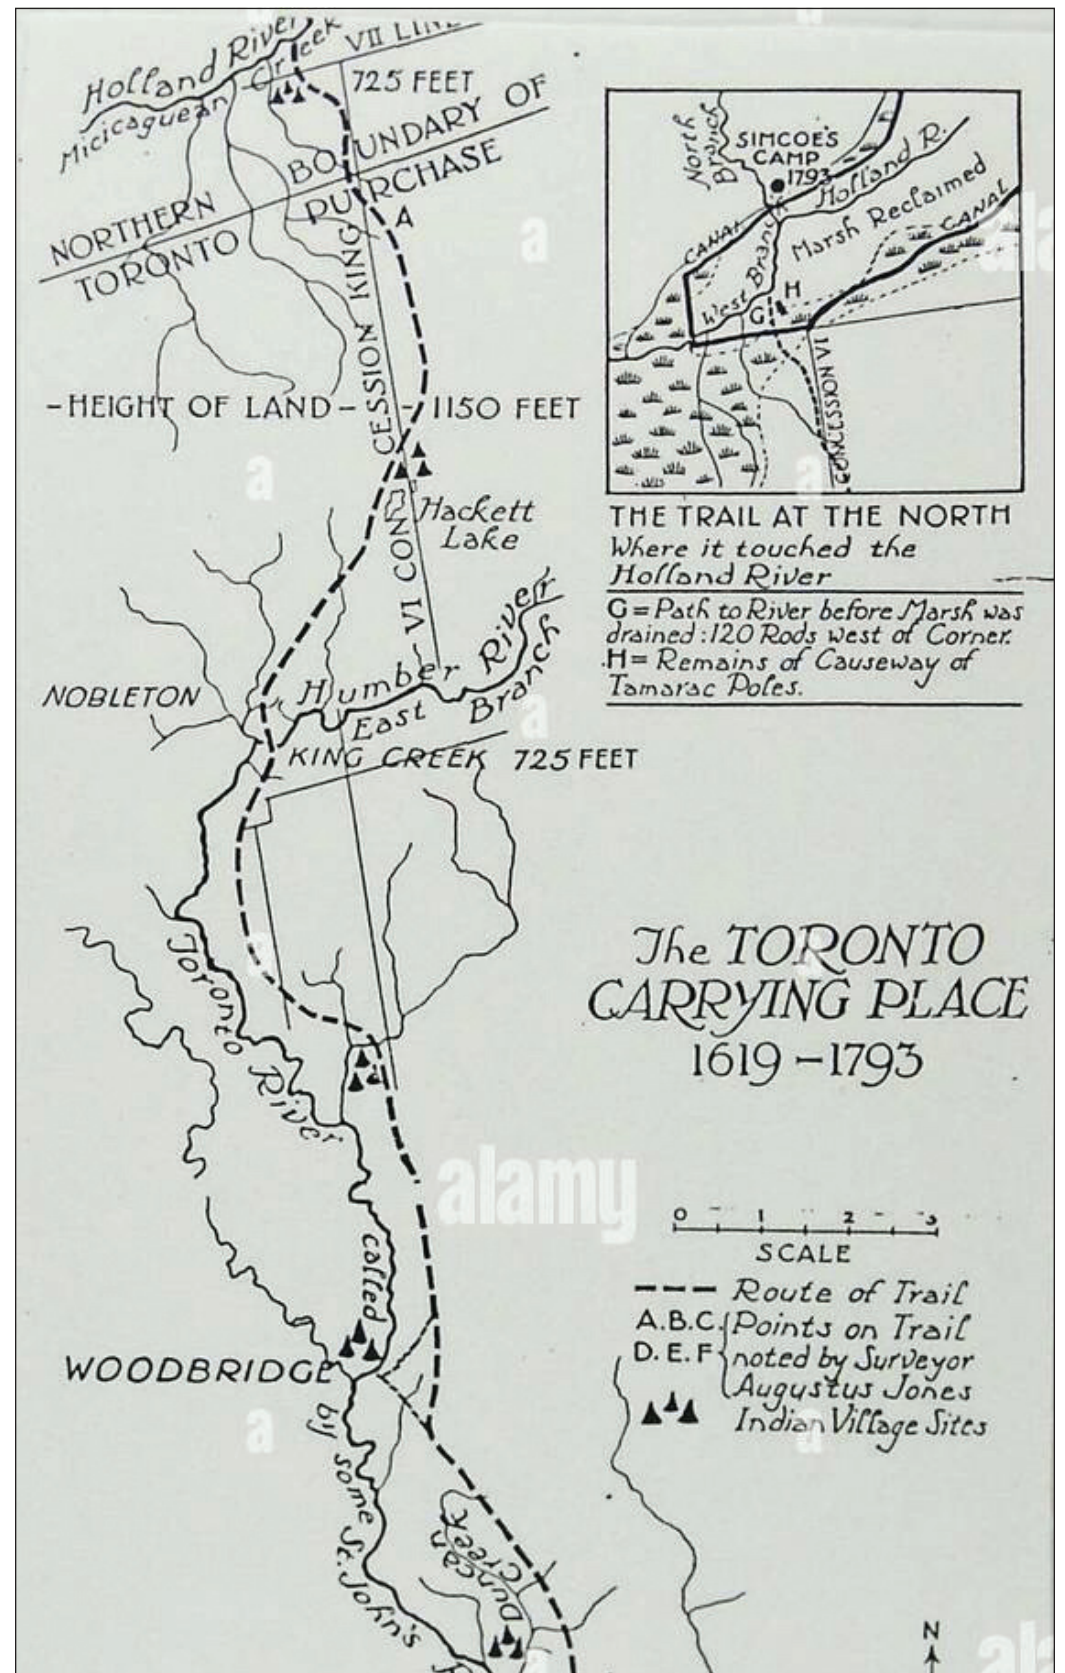 Holland River
Creek
VII LINE
Micicaguean
725 FEET
NORTHERN BOUNDARY OF
TORONTO PURCHASE
A
VI CONCESSION KING
-HEIGHT OF LAND-
-1150 FEET
Hackett
Lake
NOBLETON
Humber River
East Branch
KING CREEK 725 FEET
North
Branch
SIMCOE'S
CAMP
1793
Holland R.
CANAL
Marsh Reclaimed
CANAL
West Branch
G
H
CONCESSION VI
THE TRAIL AT THE NORTH
Where it touched the
Holland River
G = Path to River before Marsh was
drained : 120 Rods west of Corner.
H = Remains of Causeway of
Tamarac Poles.
The TORONTO
CARRYING PLACE
1619 – 1793
Toronto River
called
WOODBRIDGE
by some St. John's
Duncan
Creek
0 1 2 3
SCALE
Route of Trail
A.B.C. Points on Trail
D.E.F noted by Surveyor
Augustus Jones
Indian Village Sites
N
alamy